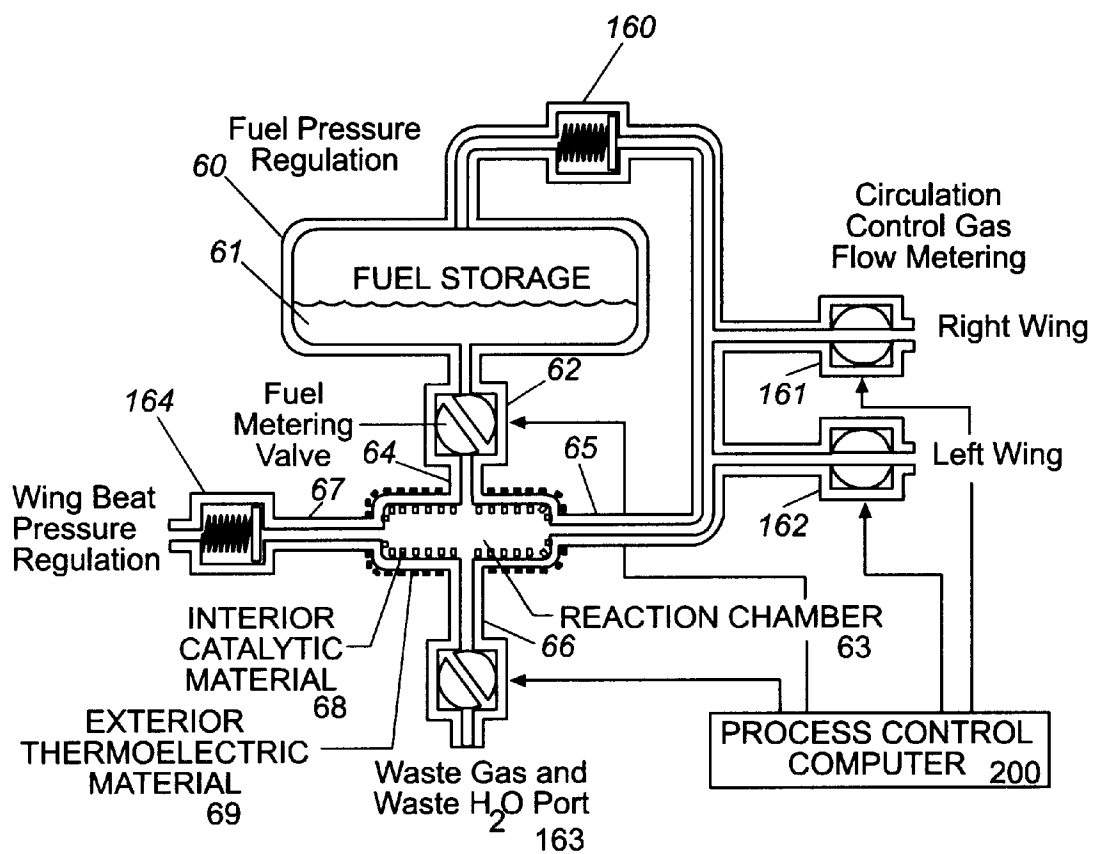 160
Fuel Pressure
Regulation
60
61
FUEL STORAGE
Circulation
Control Gas
Flow Metering
Right Wing
161
62
Fuel
Metering
Valve
164
64
65
Left Wing
162
67
Wing Beat
Pressure
Regulation
INTERIOR
CATALYTIC
MATERIAL
68
66
REACTION CHAMBER
63
EXTERIOR
THERMOELECTRIC
MATERIAL
69
Waste Gas and
Waste H2O Port
163
PROCESS CONTROL
COMPUTER 200